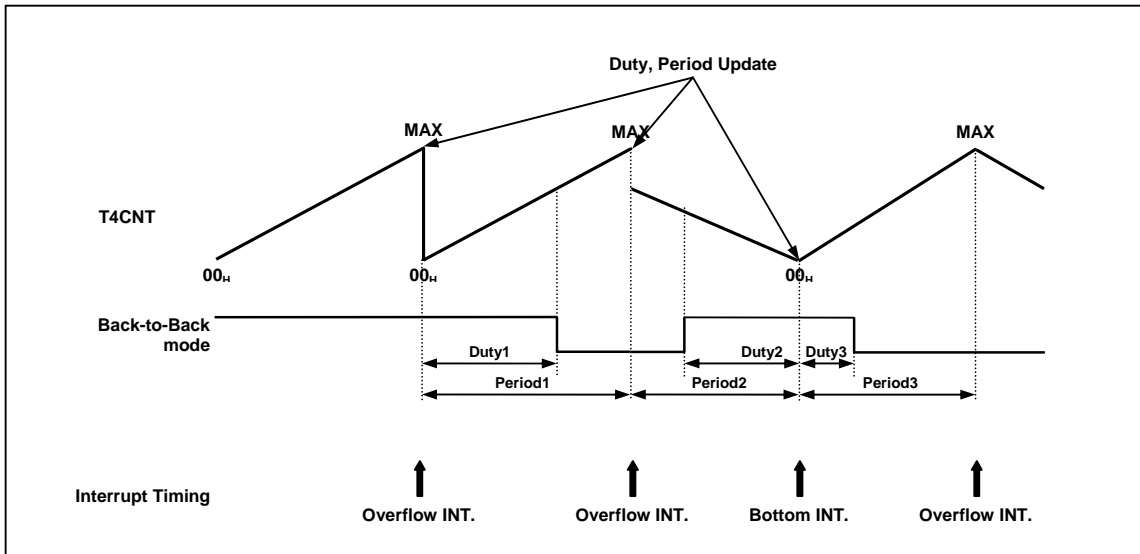 Duty, Period Update
MAX MAX MAX
T4CNT
00H 00H 00H
Back-to-Back
mode
Duty1 Duty2 Duty3
Period1 Period2 Period3
Interrupt Timing
Overflow INT. Overflow INT. Bottom INT. Overflow INT.